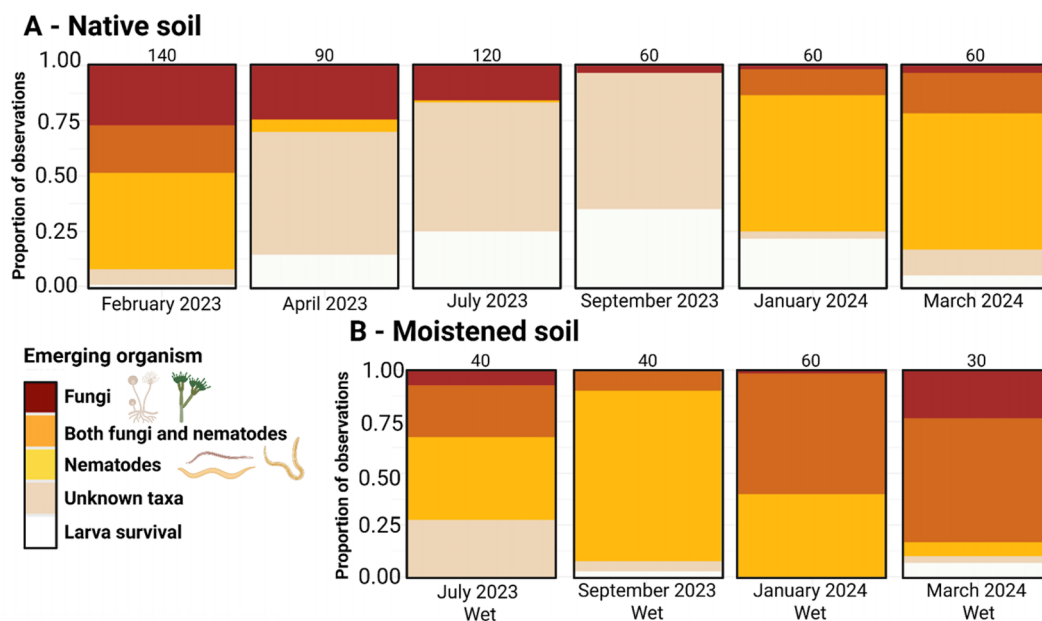 A - Native soil
140 90 120 60 60 60
Proportion of observations
1.00
0.75
0.50
0.25
0.00
February 2023 April 2023 July 2023 September 2023 January 2024 March 2024
B - Moistened soil
40 40 60 30
Proportion of observations
1.00
0.75
0.50
0.25
0.00
July 2023 September 2023 January 2024 March 2024
Wet Wet Wet Wet
Emerging organism
Fungi
Both fungi and nematodes
Nematodes
Unknown taxa
Larva survival